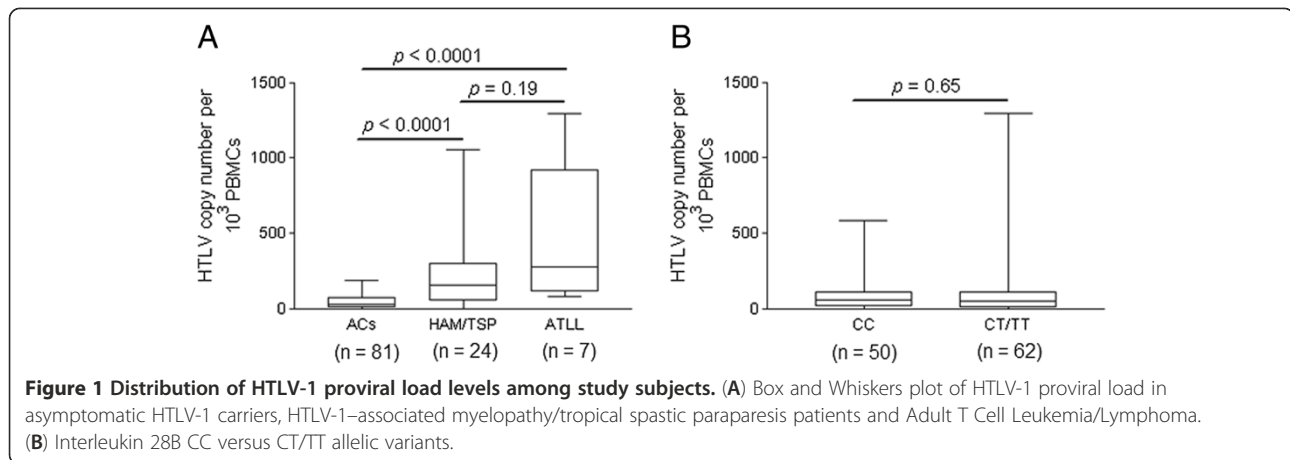 A
p < 0.0001
p = 0.19
p < 0.0001
HTLV copy number per
10³ PBMCs
1500
1000
500
0
ACs
HAM/TSP
ATLL
(n = 81)
(n = 24)
(n = 7)
B
p = 0.65
HTLV copy number per
10³ PBMCs
1500
1000
500
0
CC
CT/TT
(n = 50)
(n = 62)
Figure 1 Distribution of HTLV-1 proviral load levels among study subjects. (A) Box and Whiskers plot of HTLV-1 proviral load in
asymptomatic HTLV-1 carriers, HTLV-1–associated myelopathy/tropical spastic paraparesis patients and Adult T Cell Leukemia/Lymphoma.
(B) Interleukin 28B CC versus CT/TT allelic variants.